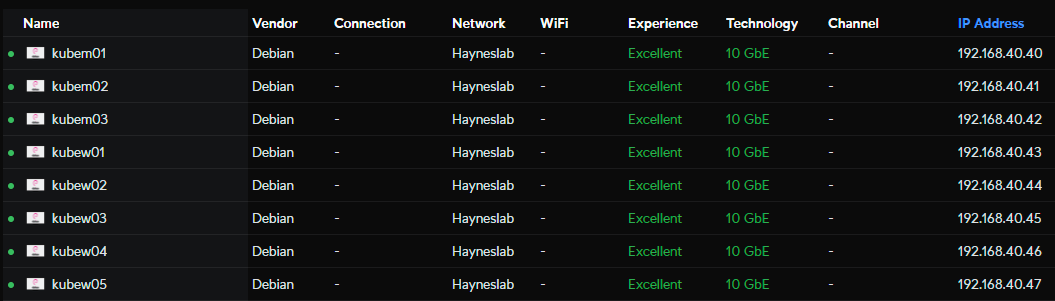 Name Vendor Connection Network WiFi Experience Technology Channel IP Address
kubem01 Debian - Hayneslab - Excellent 10 GbE - 192.168.40.40
kubem02 Debian - Hayneslab - Excellent 10 GbE - 192.168.40.41
kubem03 Debian - Hayneslab - Excellent 10 GbE - 192.168.40.42
kubew01 Debian - Hayneslab - Excellent 10 GbE - 192.168.40.43
kubew02 Debian - Hayneslab - Excellent 10 GbE - 192.168.40.44
kubew03 Debian - Hayneslab - Excellent 10 GbE - 192.168.40.45
kubew04 Debian - Hayneslab - Excellent 10 GbE - 192.168.40.46
kubew05 Debian - Hayneslab - Excellent 10 GbE - 192.168.40.47